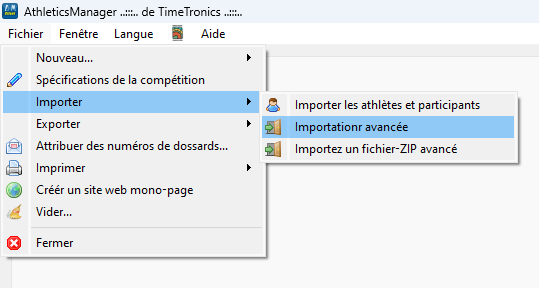 AthleticsManager ..:::.. de TimeTronics ..:::..
Fichier Fenêtre Langue Aide
Nouveau...
Spécifications de la compétition
Importer
Importer les athlètes et participants
Exporter
Importationr avancée
Attribuer des numéros de dossards...
Importez un fichier-ZIP avancé
Imprimer
Créér un site web mono-page
Vider...
Fermer